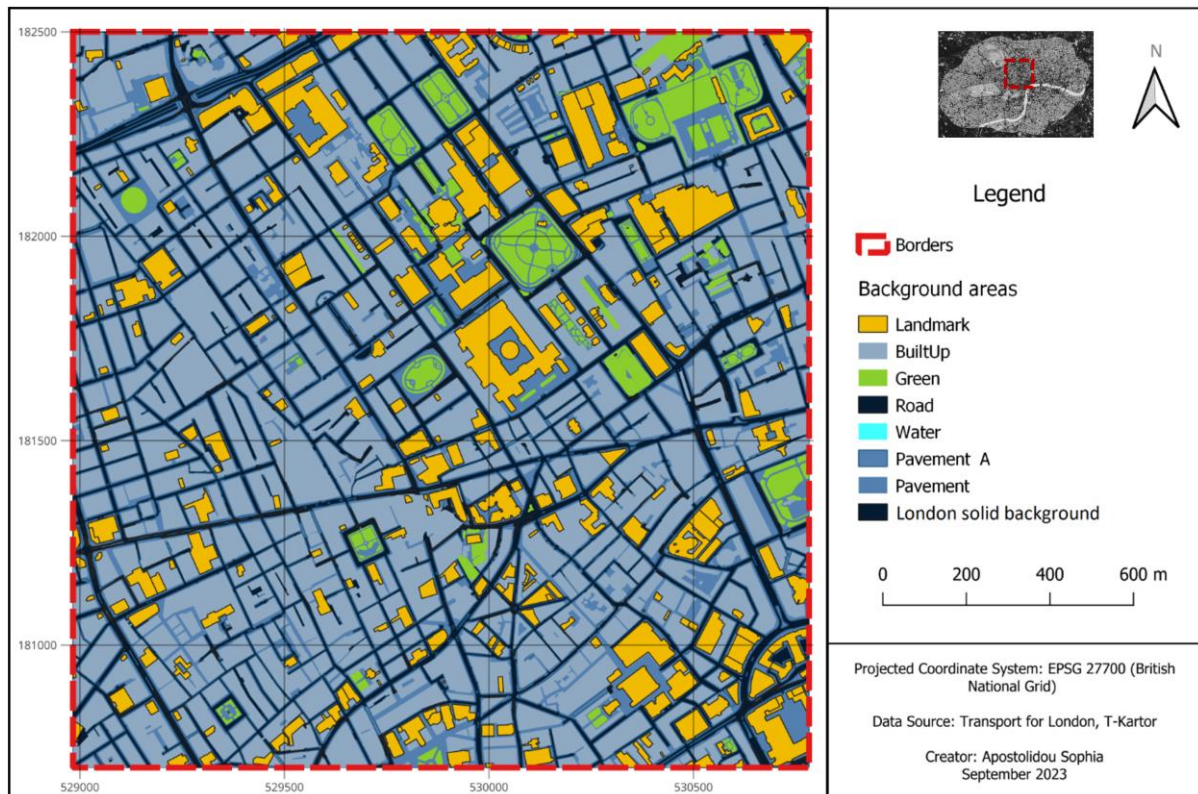 182500
182000
181500
181000
529000
529500
530000
530500
N
Legend
Borders
Background areas
Landmark
BuiltUp
Green
Road
Water
Pavement A
Pavement
London solid background
0 200 400 600 m
Projected Coordinate System: EPSG 27700 (British
National Grid)
Data Source: Transport for London, T-Kartor
Creator: Apostolidou Sophia
September 2023